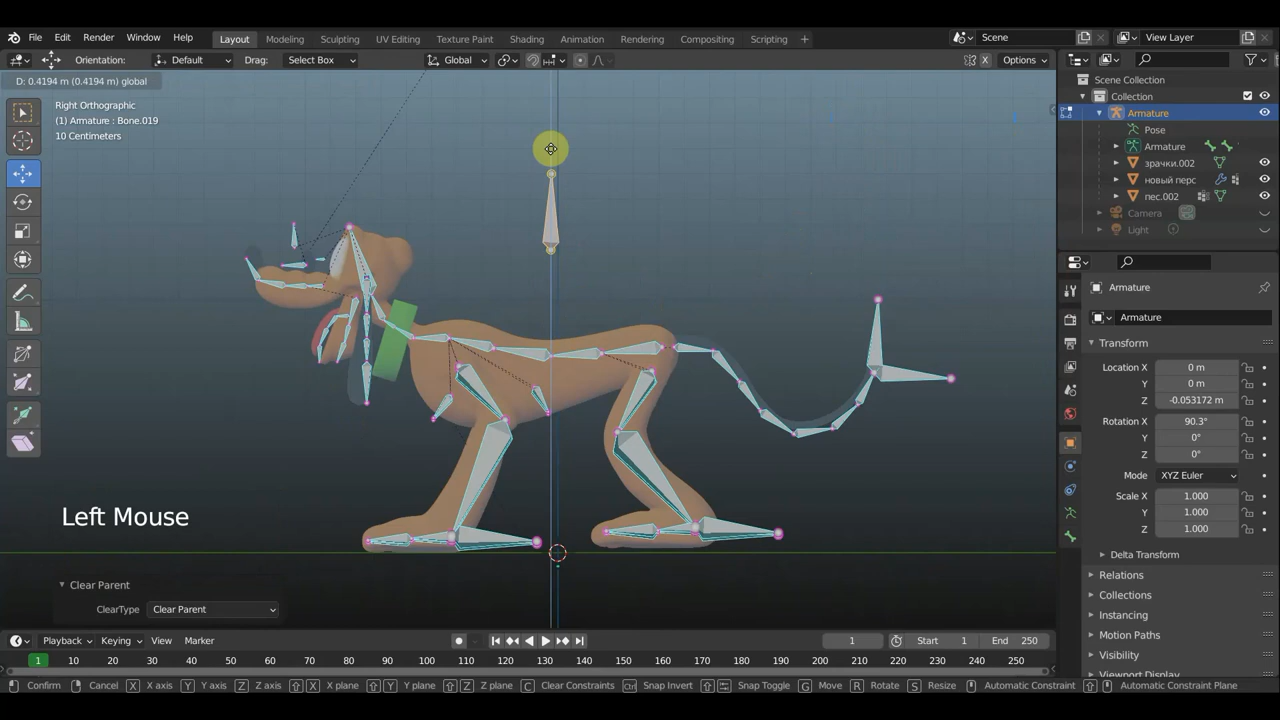 File Edit Render Window Help Layout Modeling Sculpting UV Editing Texture Paint Shading Animation Rendering Compositing Scripting + Scene View Layer
Orientation: Default Drag: Select Box Global X Options
D: 0.4194 m (0.4194 m) global
Right Orthographic
(1) Armature : Bone.019
10 Centimeters
Scene Collection
Collection
Armature
Pose
Armature
зрачки.002
новый перс
пес.002
Camera
Light
Armature
Armature
Transform
Location X 0 m
Y 0 m
Z -0.053172 m
Rotation X 90.3°
Y 0°
Z 0°
Mode XYZ Euler
Scale X 1.000
Y 1.000
Z 1.000
Delta Transform
Relations
Collections
Instancing
Motion Paths
Visibility
Viewport Display
Left Mouse
Clear Parent
ClearType Clear Parent
Playback Keying View Marker 1 Start 1 End 250
1 10 20 30 40 50 60 70 80 90 100 110 120 130 140 150 160 170 180 190 200 210 220 230 240 250
Confirm Cancel X X axis Y Y axis Z Z axis X X plane Y Y plane Z Z plane C Clear Constraints Ctrl Snap Invert Snap Toggle G Move R Rotate S Resize Automatic Constraint Automatic Constraint Plane